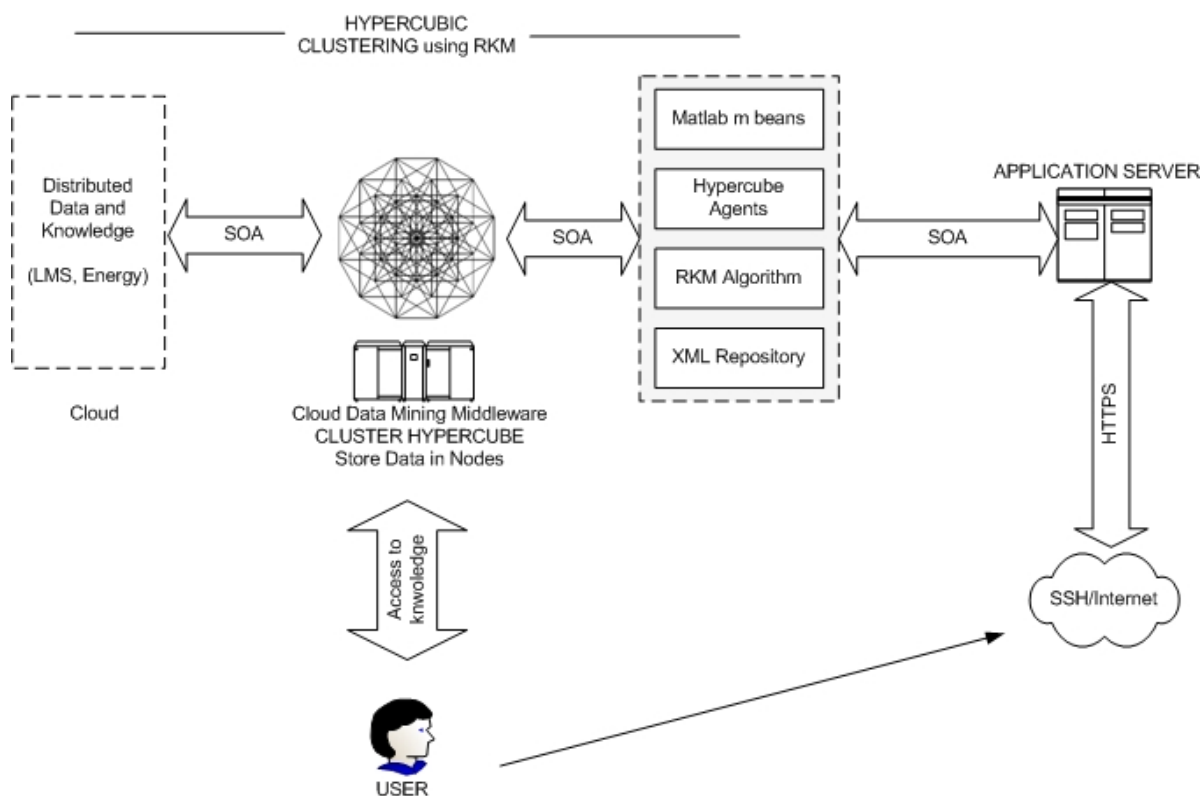 HYPERCUBIC
CLUSTERING using RKM
Distributed
Data and
Knowledge
(LMS, Energy)
Cloud
SOA
Cloud Data Mining Middleware
CLUSTER HYPERCUBE
Store Data in Nodes
SOA
Matlab m beans
Hypercube
Agents
RKM Algorithm
XML Repository
SOA
APPLICATION SERVER
HTTPS
SSH/Internet
Access to
knwoledge
USER